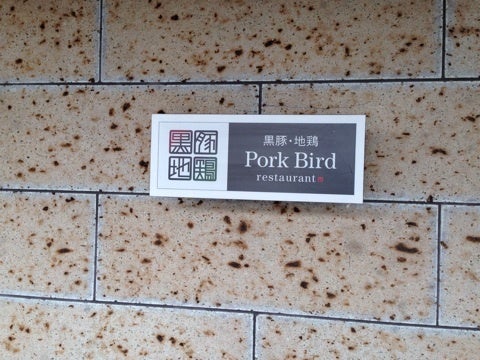 黒豚
地鶏
黒豚・地鶏
Pork Bird
restaurant